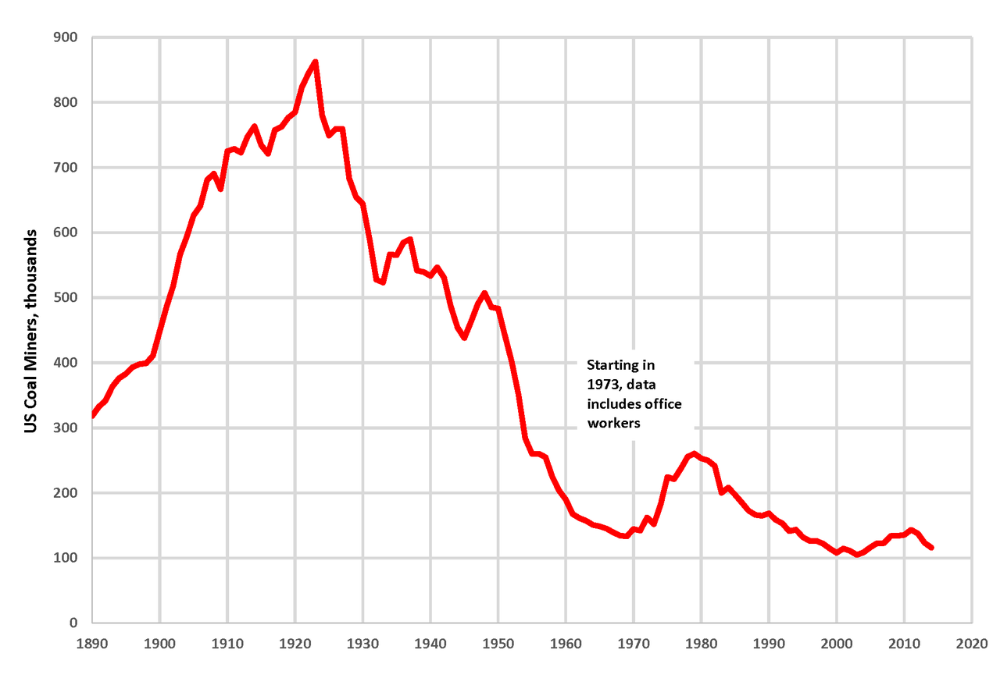 900
800
700
600
500
400
300
200
100
0
US Coal Miners, thousands
Starting in
1973, data
includes office
workers
1890 1900 1910 1920 1930 1940 1950 1960 1970 1980 1990 2000 2010 2020